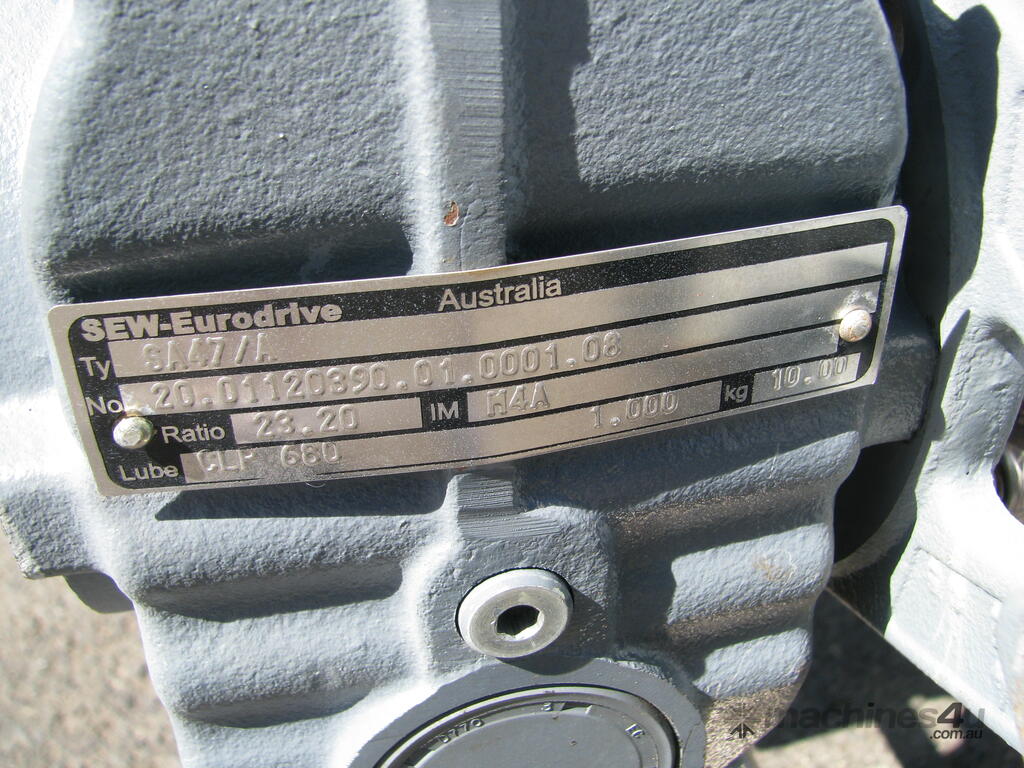 SEW-Eurodrive Australia
Ty SA47/A
No. 20.01120390.01.0001.08
Ratio 23.20 IM M4A
Lube CLP 680 1.000 kg 10.00
machines4u
.com.au